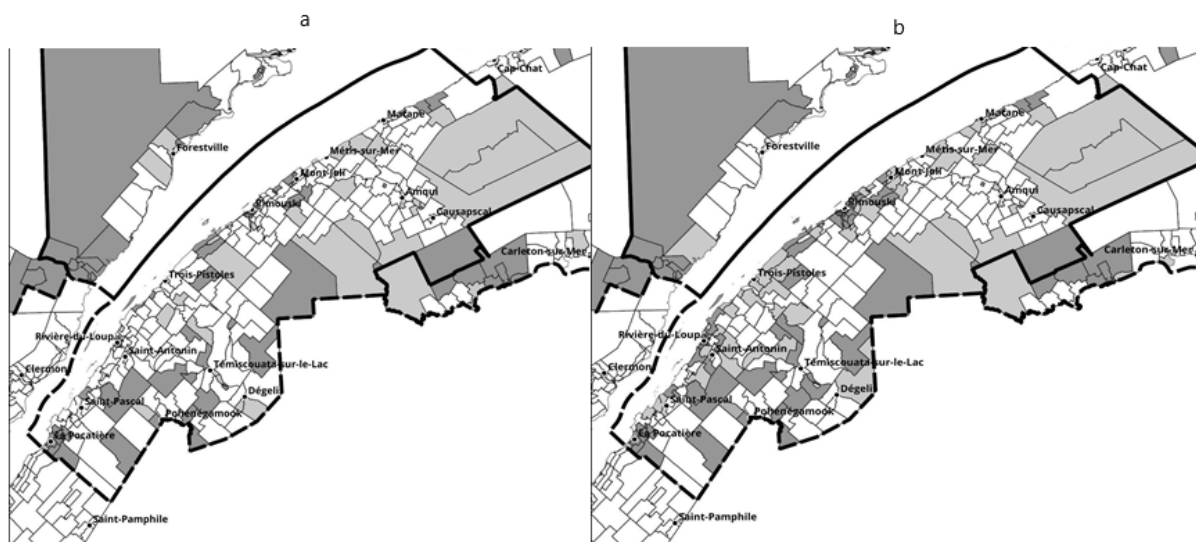 a
b
Cap-Chat
Matane
Forestville
Métis-sur-Mer
Mont-Joli
Amqui
Rimouski
Causapscal
Carleton-sur-Mer
Trois-Pistoles
Rivière-du-Loup
Saint-Antonin
Témiscouata-sur-le-Lac
Clermon
Dégelis
Saint-Pascal
Pohénégamook
La Pocatière
Saint-Pamphile
Cap-Chat
Matane
Forestville
Métis-sur-Mer
Mont-Joli
Amqui
Rimouski
Causapscal
Carleton-sur-Mer
Trois-Pistoles
Rivière-du-Loup
Saint-Antonin
Témiscouata-sur-le-Lac
Clermon
Dégelis
Saint-Pascal
Pohénégamook
La Pocatière
Saint-Pamphile